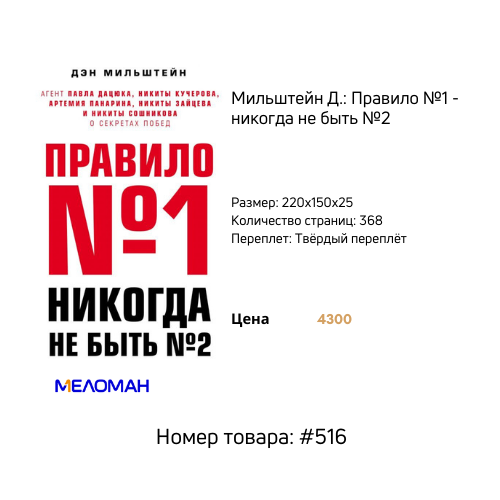 ДЭН МИЛЬШТЕЙН
АГЕНТ ПАВЛА ДАЦЮКА, НИКИТЫ КУЧЕРОВА,
АРТЕМИЯ ПАНАРИНА, НИКИТЫ ЗАЙЦЕВА
И НИКИТЫ СОШНИКОВА
О СЕКРЕТАХ ПОБЕД
ПРАВИЛО
№1
НИКОГДА
НЕ БЫТЬ №2
МЕЛОМАН
Мильштейн Д.: Правило №1 -
никогда не быть №2
Размер: 220x150x25
Количество страниц: 368
Переплет: Твёрдый переплёт
Цена 4300
Номер товара: #516